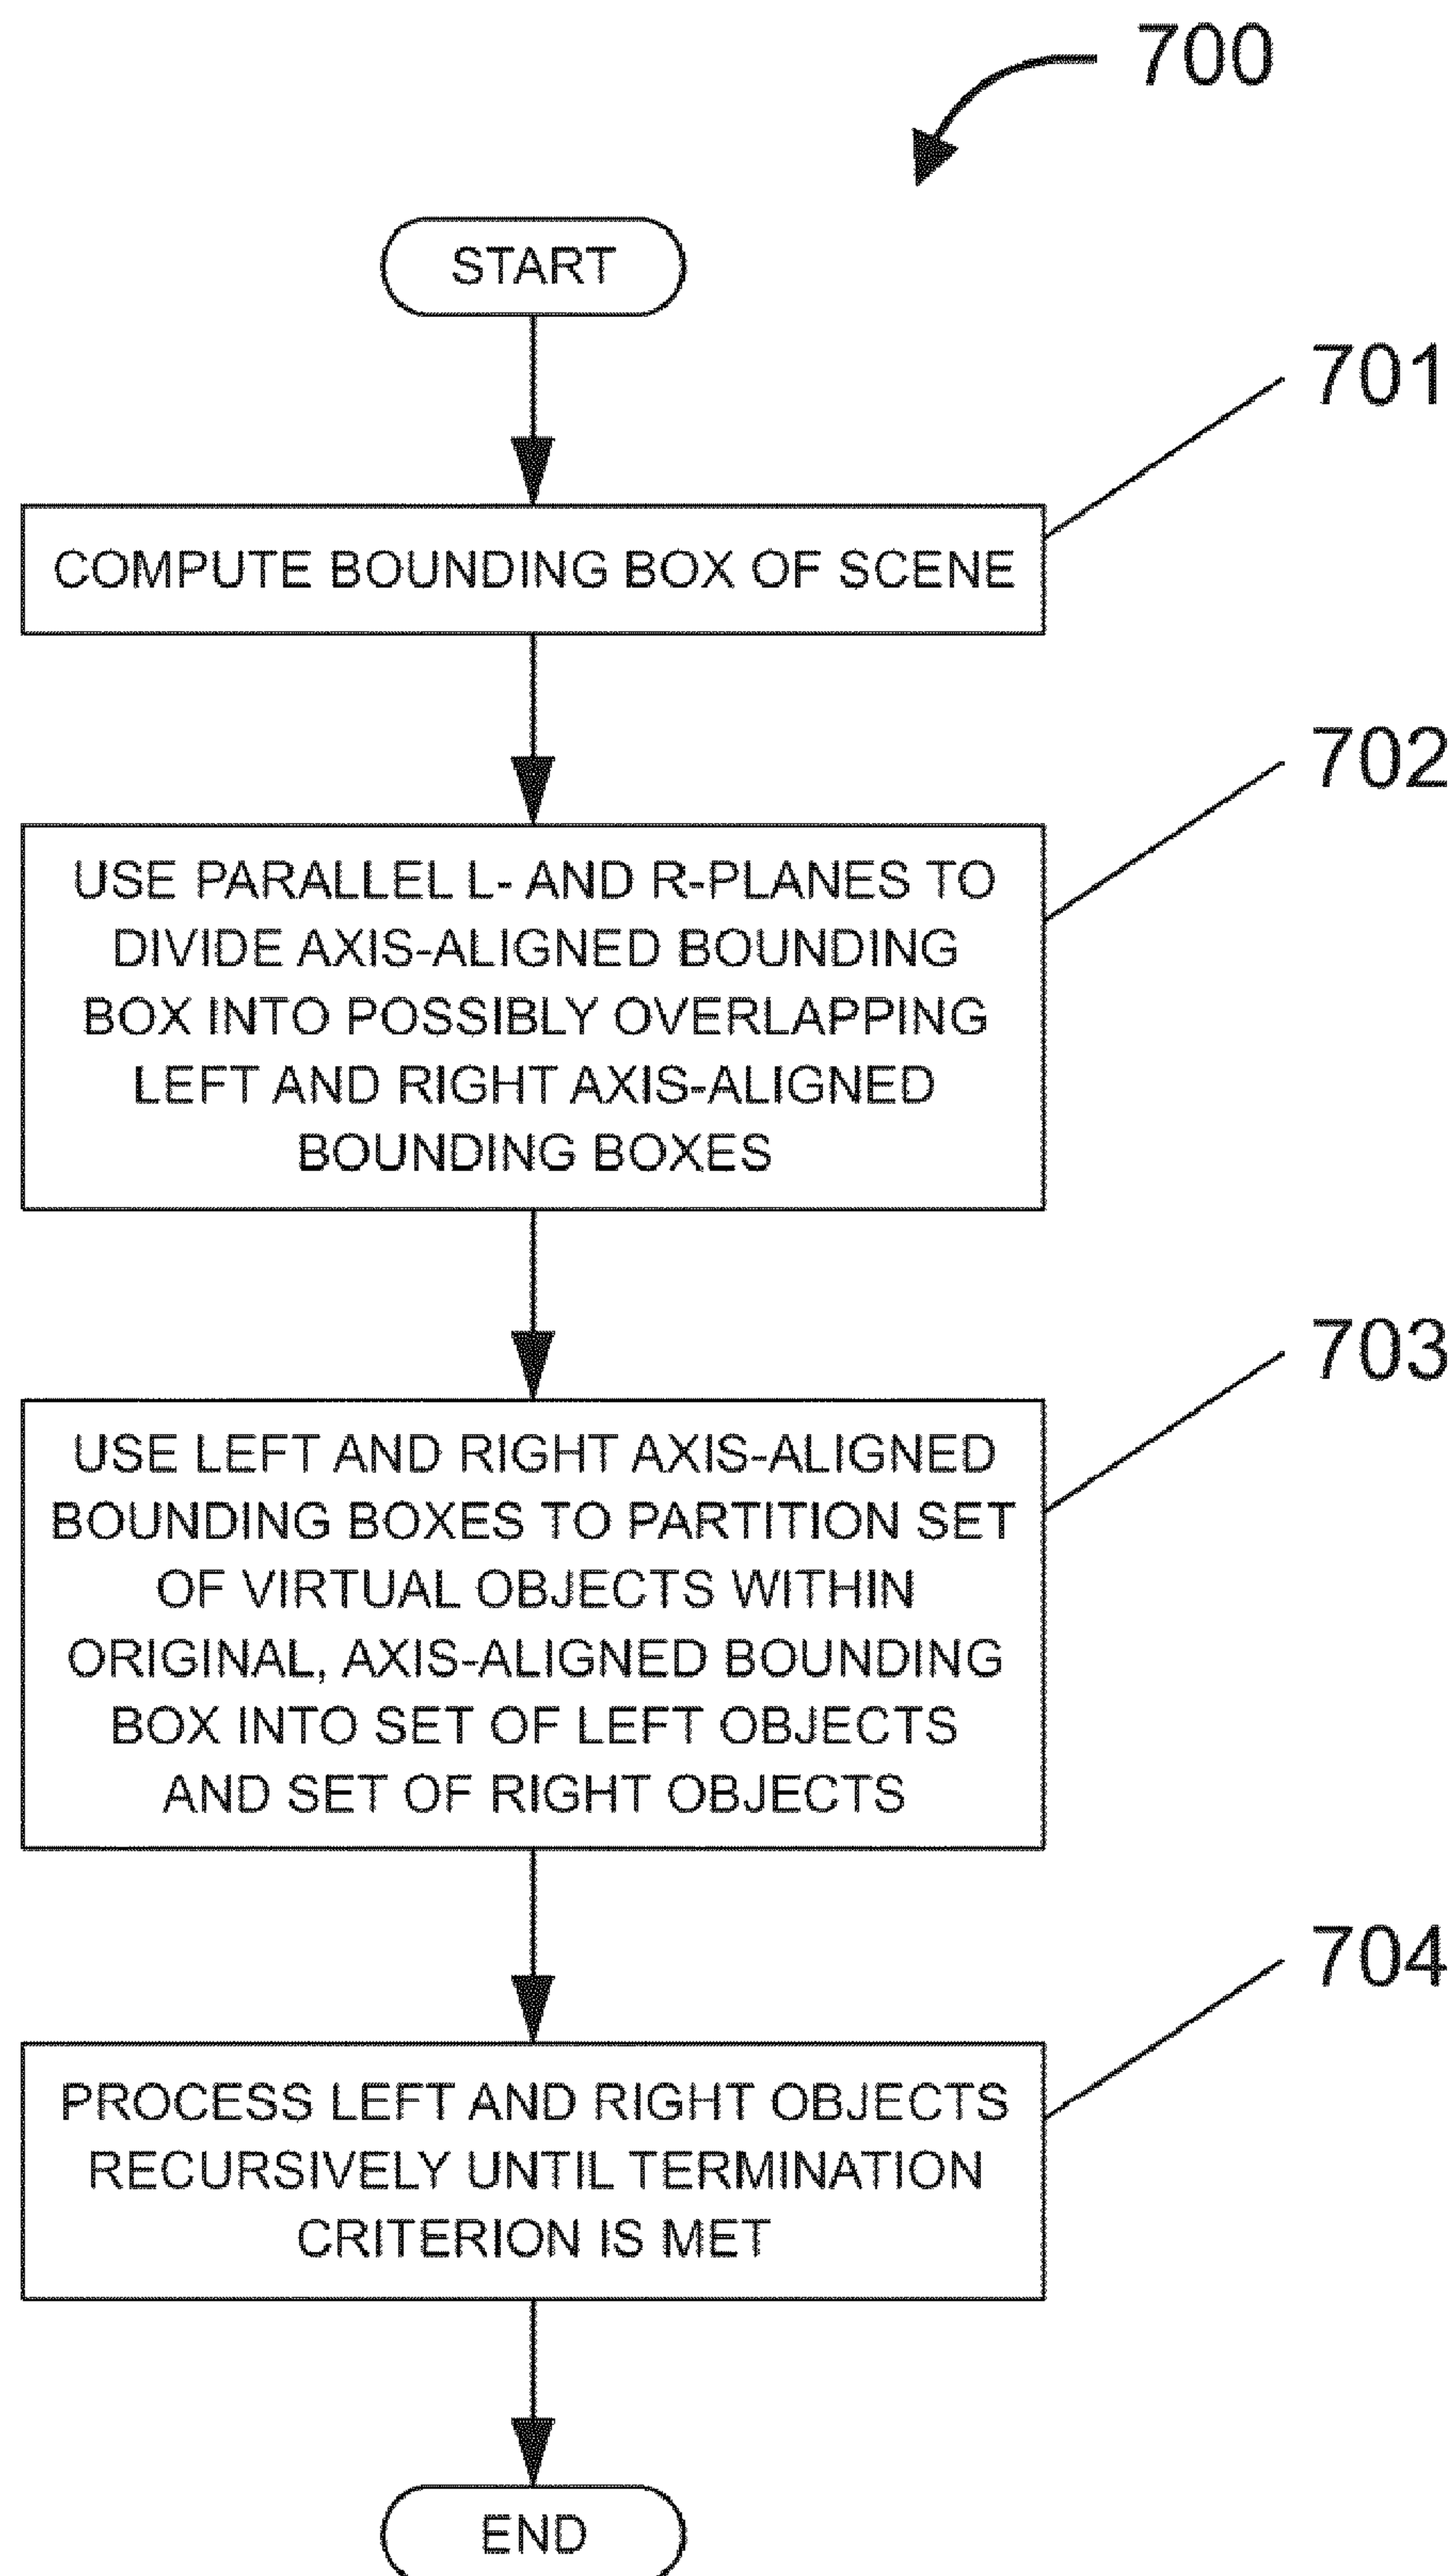 700
START
701
COMPUTE BOUNDING BOX OF SCENE
702
USE PARALLEL L- AND R-PLANES TO
DIVIDE AXIS-ALIGNED BOUNDING
BOX INTO POSSIBLY OVERLAPPING
LEFT AND RIGHT AXIS-ALIGNED
BOUNDING BOXES
703
USE LEFT AND RIGHT AXIS-ALIGNED
BOUNDING BOXES TO PARTITION SET
OF VIRTUAL OBJECTS WITHIN
ORIGINAL, AXIS-ALIGNED BOUNDING
BOX INTO SET OF LEFT OBJECTS
AND SET OF RIGHT OBJECTS
704
PROCESS LEFT AND RIGHT OBJECTS
RECURSIVELY UNTIL TERMINATION
CRITERION IS MET
END